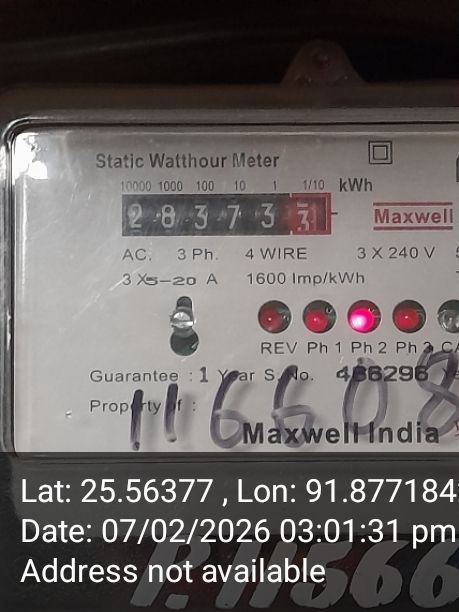 Static Watthour Meter
10000 1000 100 10 1 1/10 kWh
2 8 3 7 3 3
Maxwell
AC. 3 Ph. 4 WIRE 3 X 240 V
3 X5-20 A 1600 Imp/kWh
REV Ph 1 Ph 2 Ph 3
Guarantee : 1 Year S. No. 486296
Property of :
116608
Maxwell India
Lat: 25.56377 , Lon: 91.877184
Date: 07/02/2026 03:01:31 pm
Address not available